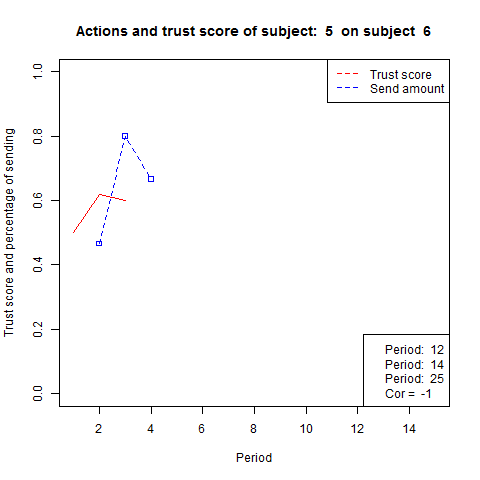 Actions and trust score of subject:  5  on subject  6
Trust score
Send amount
Trust score and percentage of sending
1.0
0.8
0.6
0.4
0.2
0.0
Period:  12
Period:  14
Period:  25
Cor =  -1
2 4 6 8 10 12 14
Period